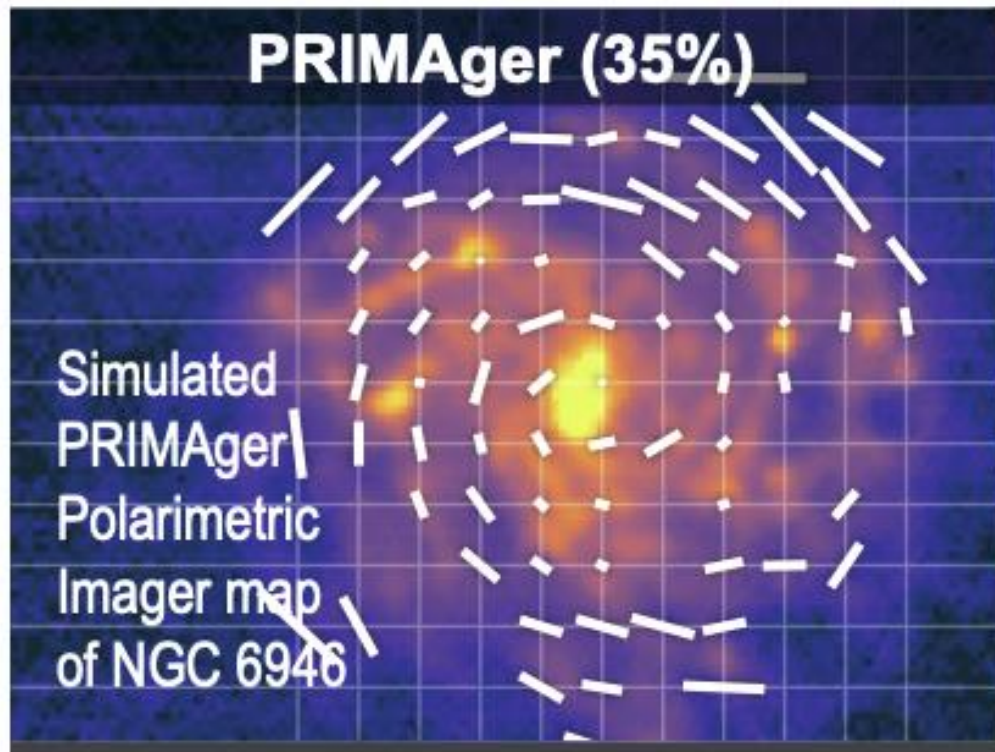 PRIMAger (35%)
Simulated
PRIMAger
Polarimetric
Imager map
of NGC 6946